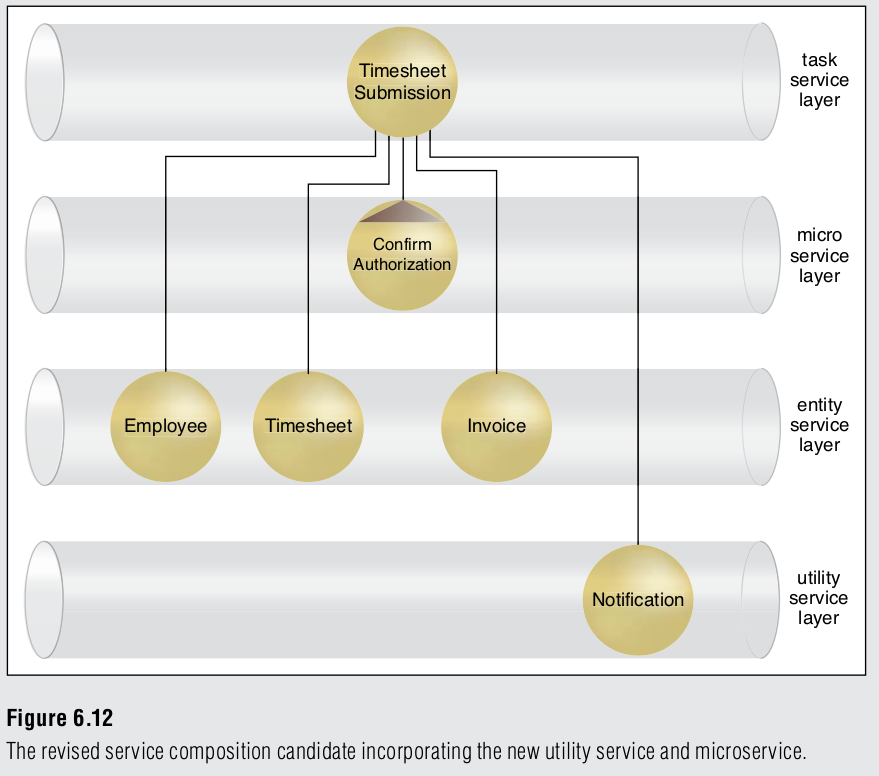 Timesheet
Submission
task
service
layer
Confirm
Authorization
micro
service
layer
Employee
Timesheet
Invoice
entity
service
layer
Notification
utility
service
layer
Figure 6.12
The revised service composition candidate incorporating the new utility service and microservice.